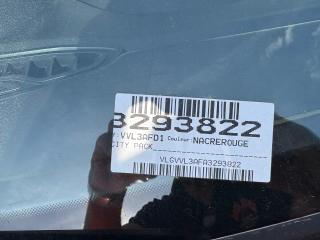 3293822
VVL3AFD1 Couleur:NACREROUGE
CITY PACK
VLGVVL3AFA3293822